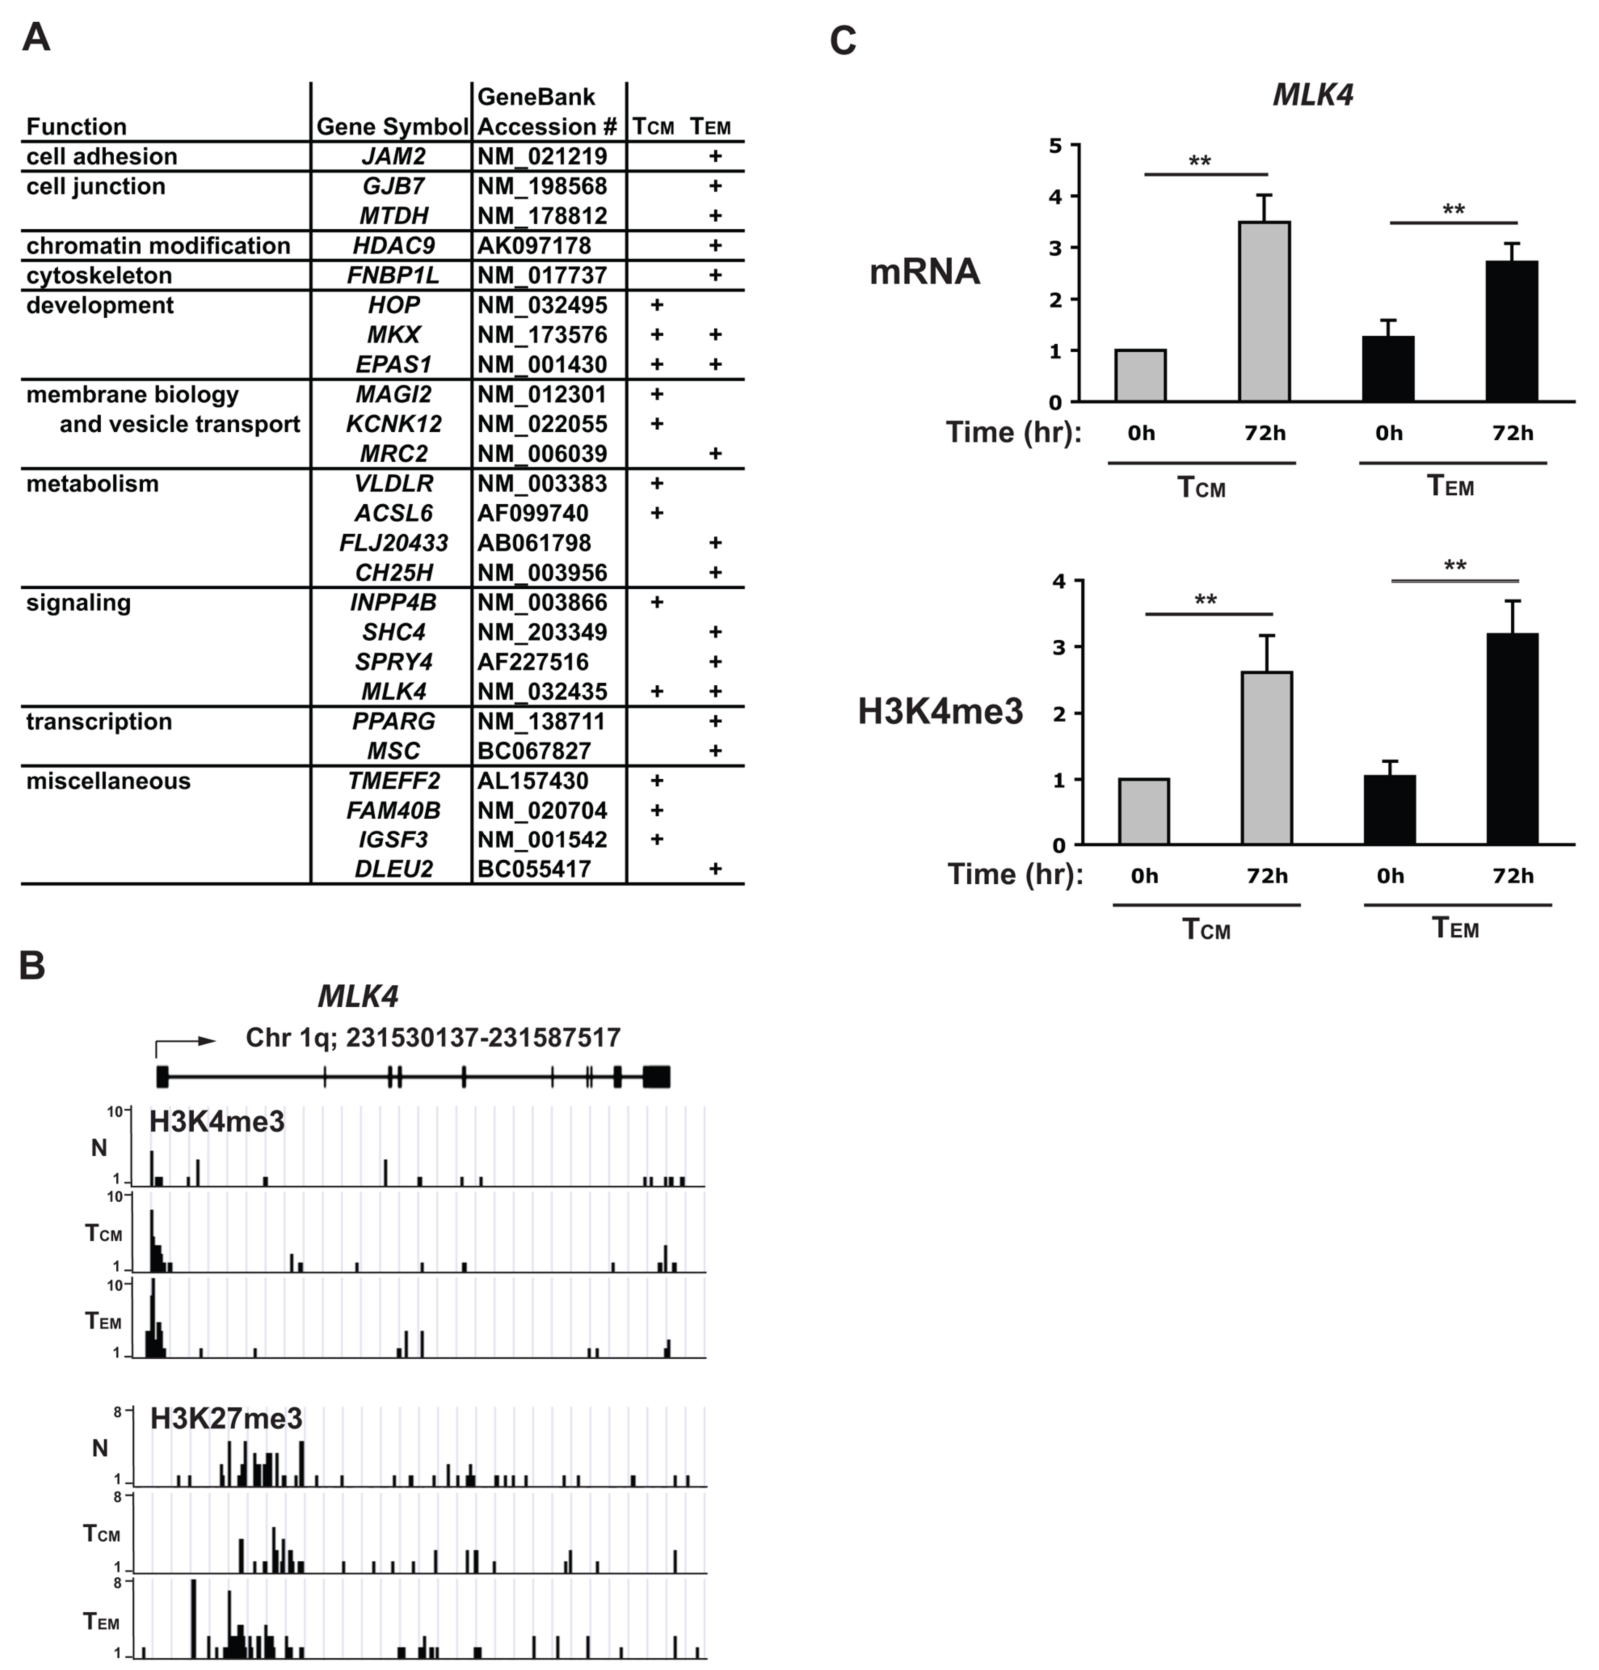 A
Function Gene Symbol GeneBank Accession # TCM TEM
cell adhesion JAM2 NM_021219 +
cell junction GJB7 NM_198568 +
MTDH NM_178812 +
chromatin modification HDAC9 AK097178 +
cytoskeleton FNBP1L NM_017737 +
development HOP NM_032495 +
MKX NM_173576 + +
EPAS1 NM_001430 + +
membrane biology MAGI2 NM_012301 +
and vesicle transport KCNK12 NM_022055 +
MRC2 NM_006039 +
metabolism VLDLR NM_003383 +
ACSL6 AF099740 +
FLJ20433 AB061798 +
CH25H NM_003956 +
signaling INPP4B NM_003866 +
SHC4 NM_203349 +
SPRY4 AF227516 +
MLK4 NM_032435 + +
transcription PPARG NM_138711 +
MSC BC067827 +
miscellaneous TMEFF2 AL157430 +
FAM40B NM_020704 +
IGSF3 NM_001542 +
DLEU2 BC055417 +
B
MLK4
Chr 1q; 231530137-231587517
H3K4me3
10
N
1
10
TCM
1
10
TEM
1
H3K27me3
8
N
1
8
TCM
1
8
TEM
1
C
MLK4
mRNA
5
4
3
2
1
0
** **
Time (hr): 0h 72h 0h 72h
TCM TEM
H3K4me3
4
3
2
1
0
** **
Time (hr): 0h 72h 0h 72h
TCM TEM